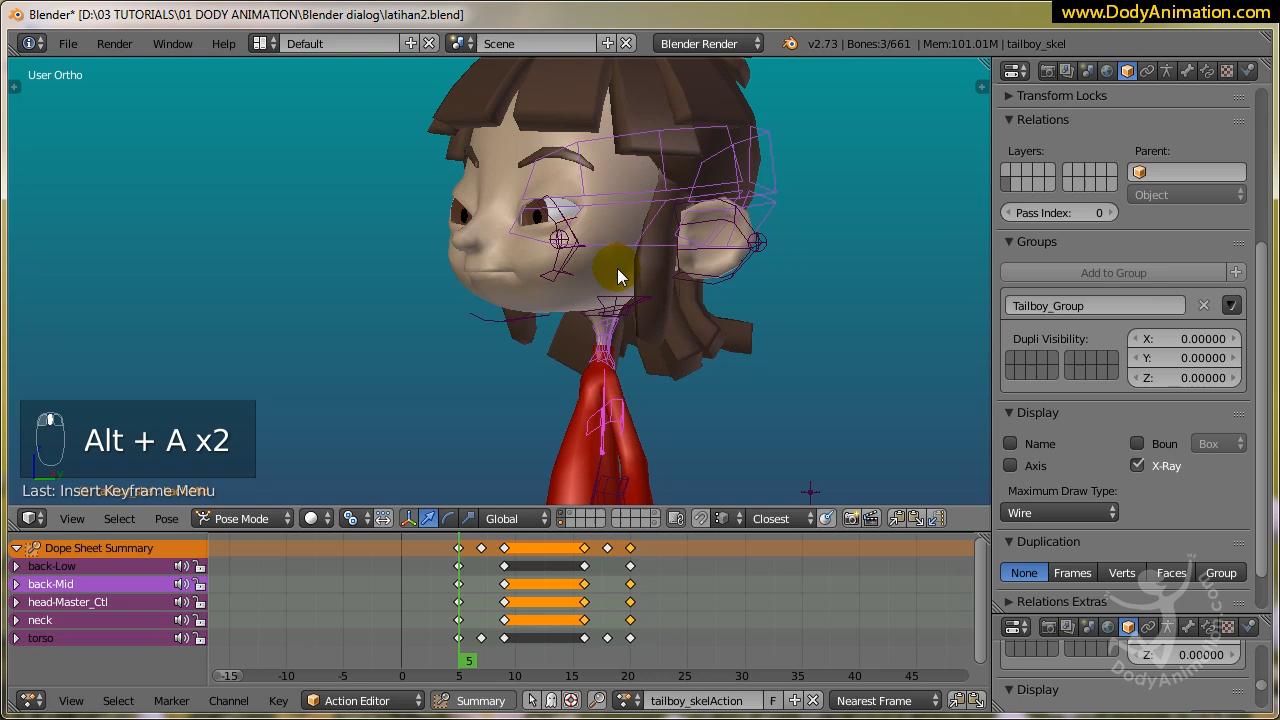 Blender* [D:\03 TUTORIALS\01 DODY ANIMATION\Blender dialog\latihan2.blend]
www.DodyAnimation.com
File Render Window Help Default Scene Blender Render v2.73 | Bones:3/661 | Mem:101.01M | tailboy_skel
User Ortho
Transform Locks
Relations
Layers: Parent:
Object
Pass Index: 0
Groups
Add to Group
Tailboy_Group
Dupli Visibility: X: 0.00000
Y: 0.00000
Z: 0.00000
Display
Name Boun Box
Axis X-Ray
Maximum Draw Type:
Wire
Duplication
None Frames Verts Faces Group
Relations Extras
Z: 0.00000
Display
DodyAnimation.com
Alt + A x2
Last: Insert Keyframe Menu
View Select Pose Pose Mode Global Closest
Dope Sheet Summary
back-Low
back-Mid
head-Master_Ctl
neck
torso
5
-15 -10 -5 0 5 10 15 20 25 30 35 40 45
View Select Marker Channel Key Action Editor Summary tailboy_skelAction F Nearest Frame